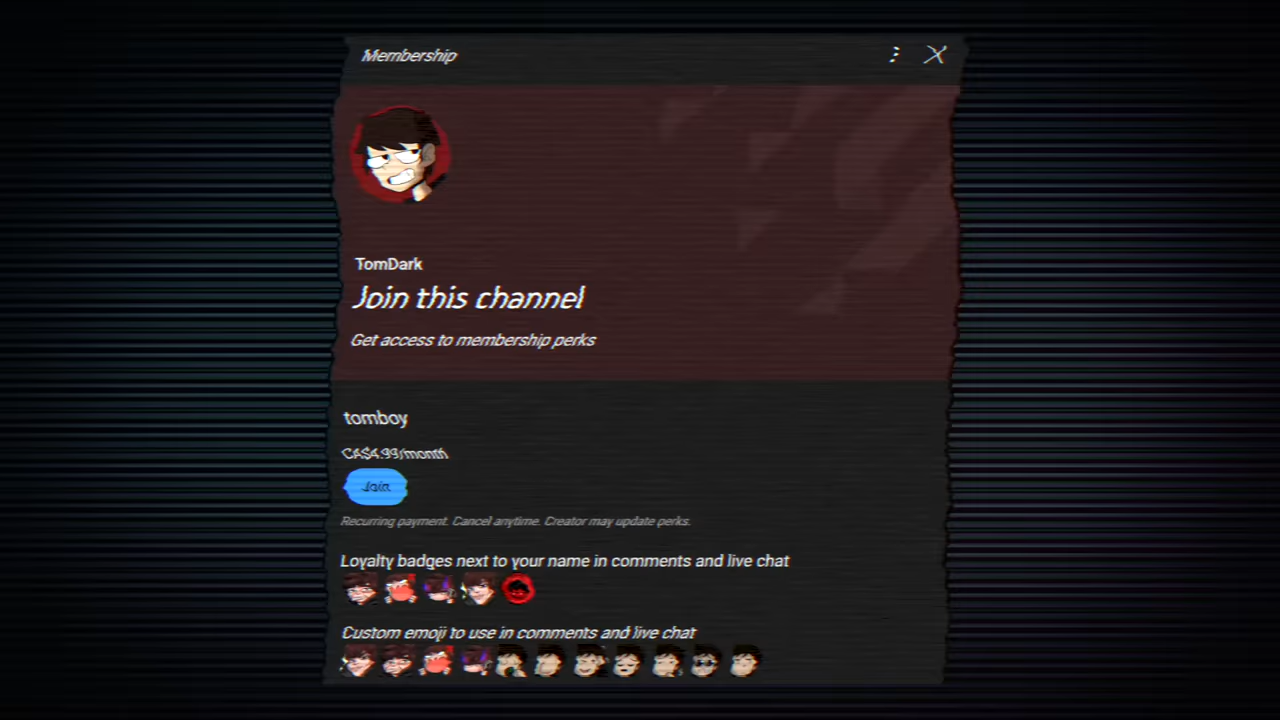 Membership
TomDark
Join this channel
Get access to membership perks
tomboy
CA$4.99/month
Join
Recurring payment. Cancel anytime. Creator may update perks.
Loyalty badges next to your name in comments and live chat
Custom emoji to use in comments and live chat